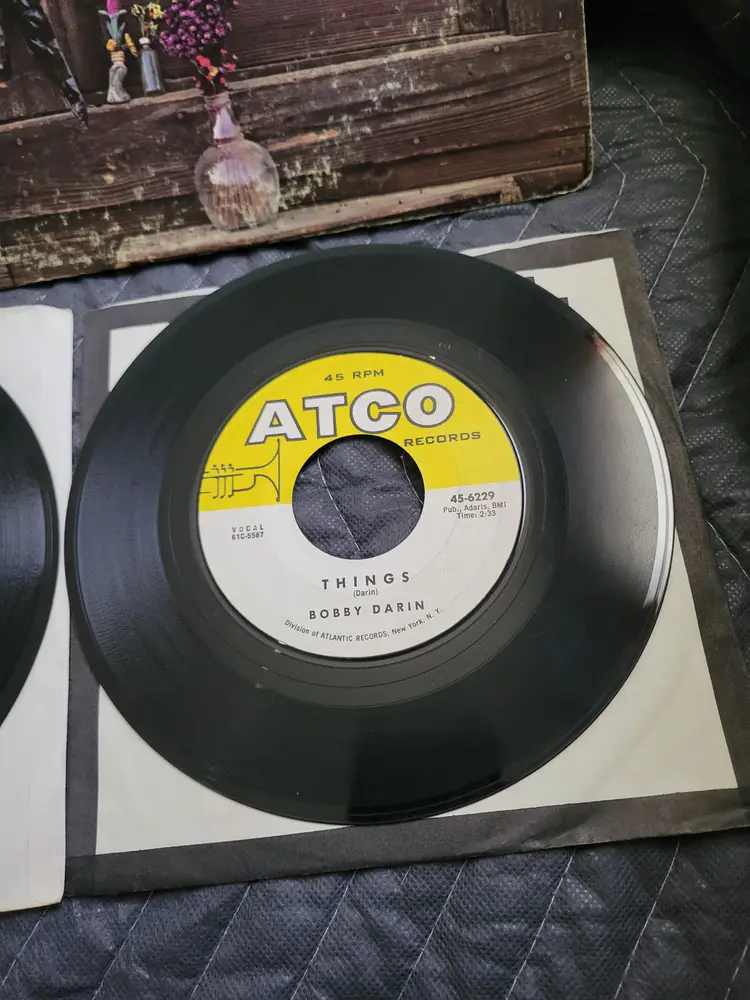 45 RPM
ATCO
RECORDS
45-6229
Pub., Adaris, BMI
Time: 2:33
VOCAL
61C-5587
THINGS
(Darin)
BOBBY DARIN
Division of ATLANTIC RECORDS, New York, N. Y.